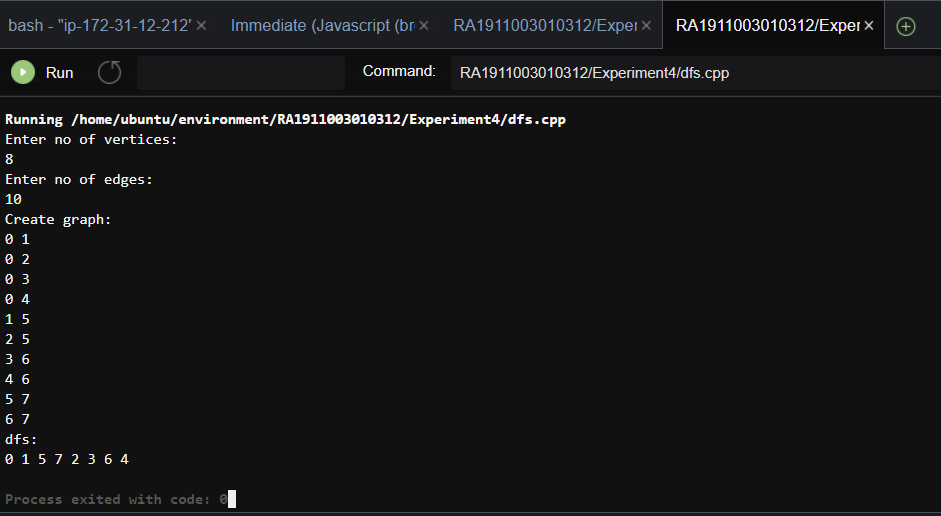 bash - "ip-172-31-12-212" Immediate (Javascript (br RA1911003010312/Exper RA1911003010312/Exper
Run Command: RA1911003010312/Experiment4/dfs.cpp
Running /home/ubuntu/environment/RA1911003010312/Experiment4/dfs.cpp
Enter no of vertices:
8
Enter no of edges:
10
Create graph:
0 1
0 2
0 3
0 4
1 5
2 5
3 6
4 6
5 7
6 7
dfs:
0 1 5 7 2 3 6 4
Process exited with code: 0